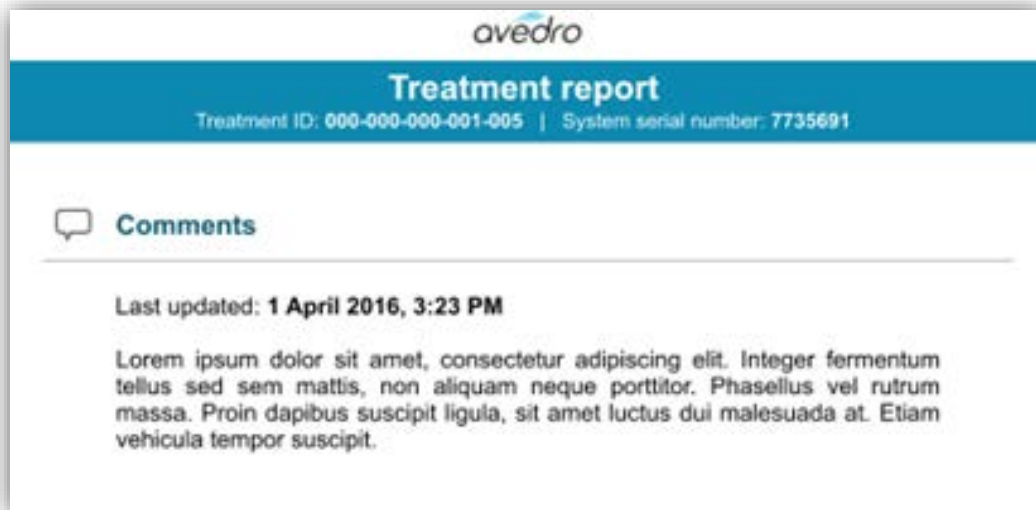 avedro
Treatment report
Treatment ID: 000-000-000-001-005 | System serial number: 7735691
Comments
Last updated: 1 April 2016, 3:23 PM
Lorem ipsum dolor sit amet, consectetur adipiscing elit. Integer fermentum
tellus sed sem mattis, non aliquam neque porttitor. Phasellus vel rutrum
massa. Proin dapibus suscipit ligula, sit amet luctus dui malesuada at. Etiam
vehicula tempor suscipit.